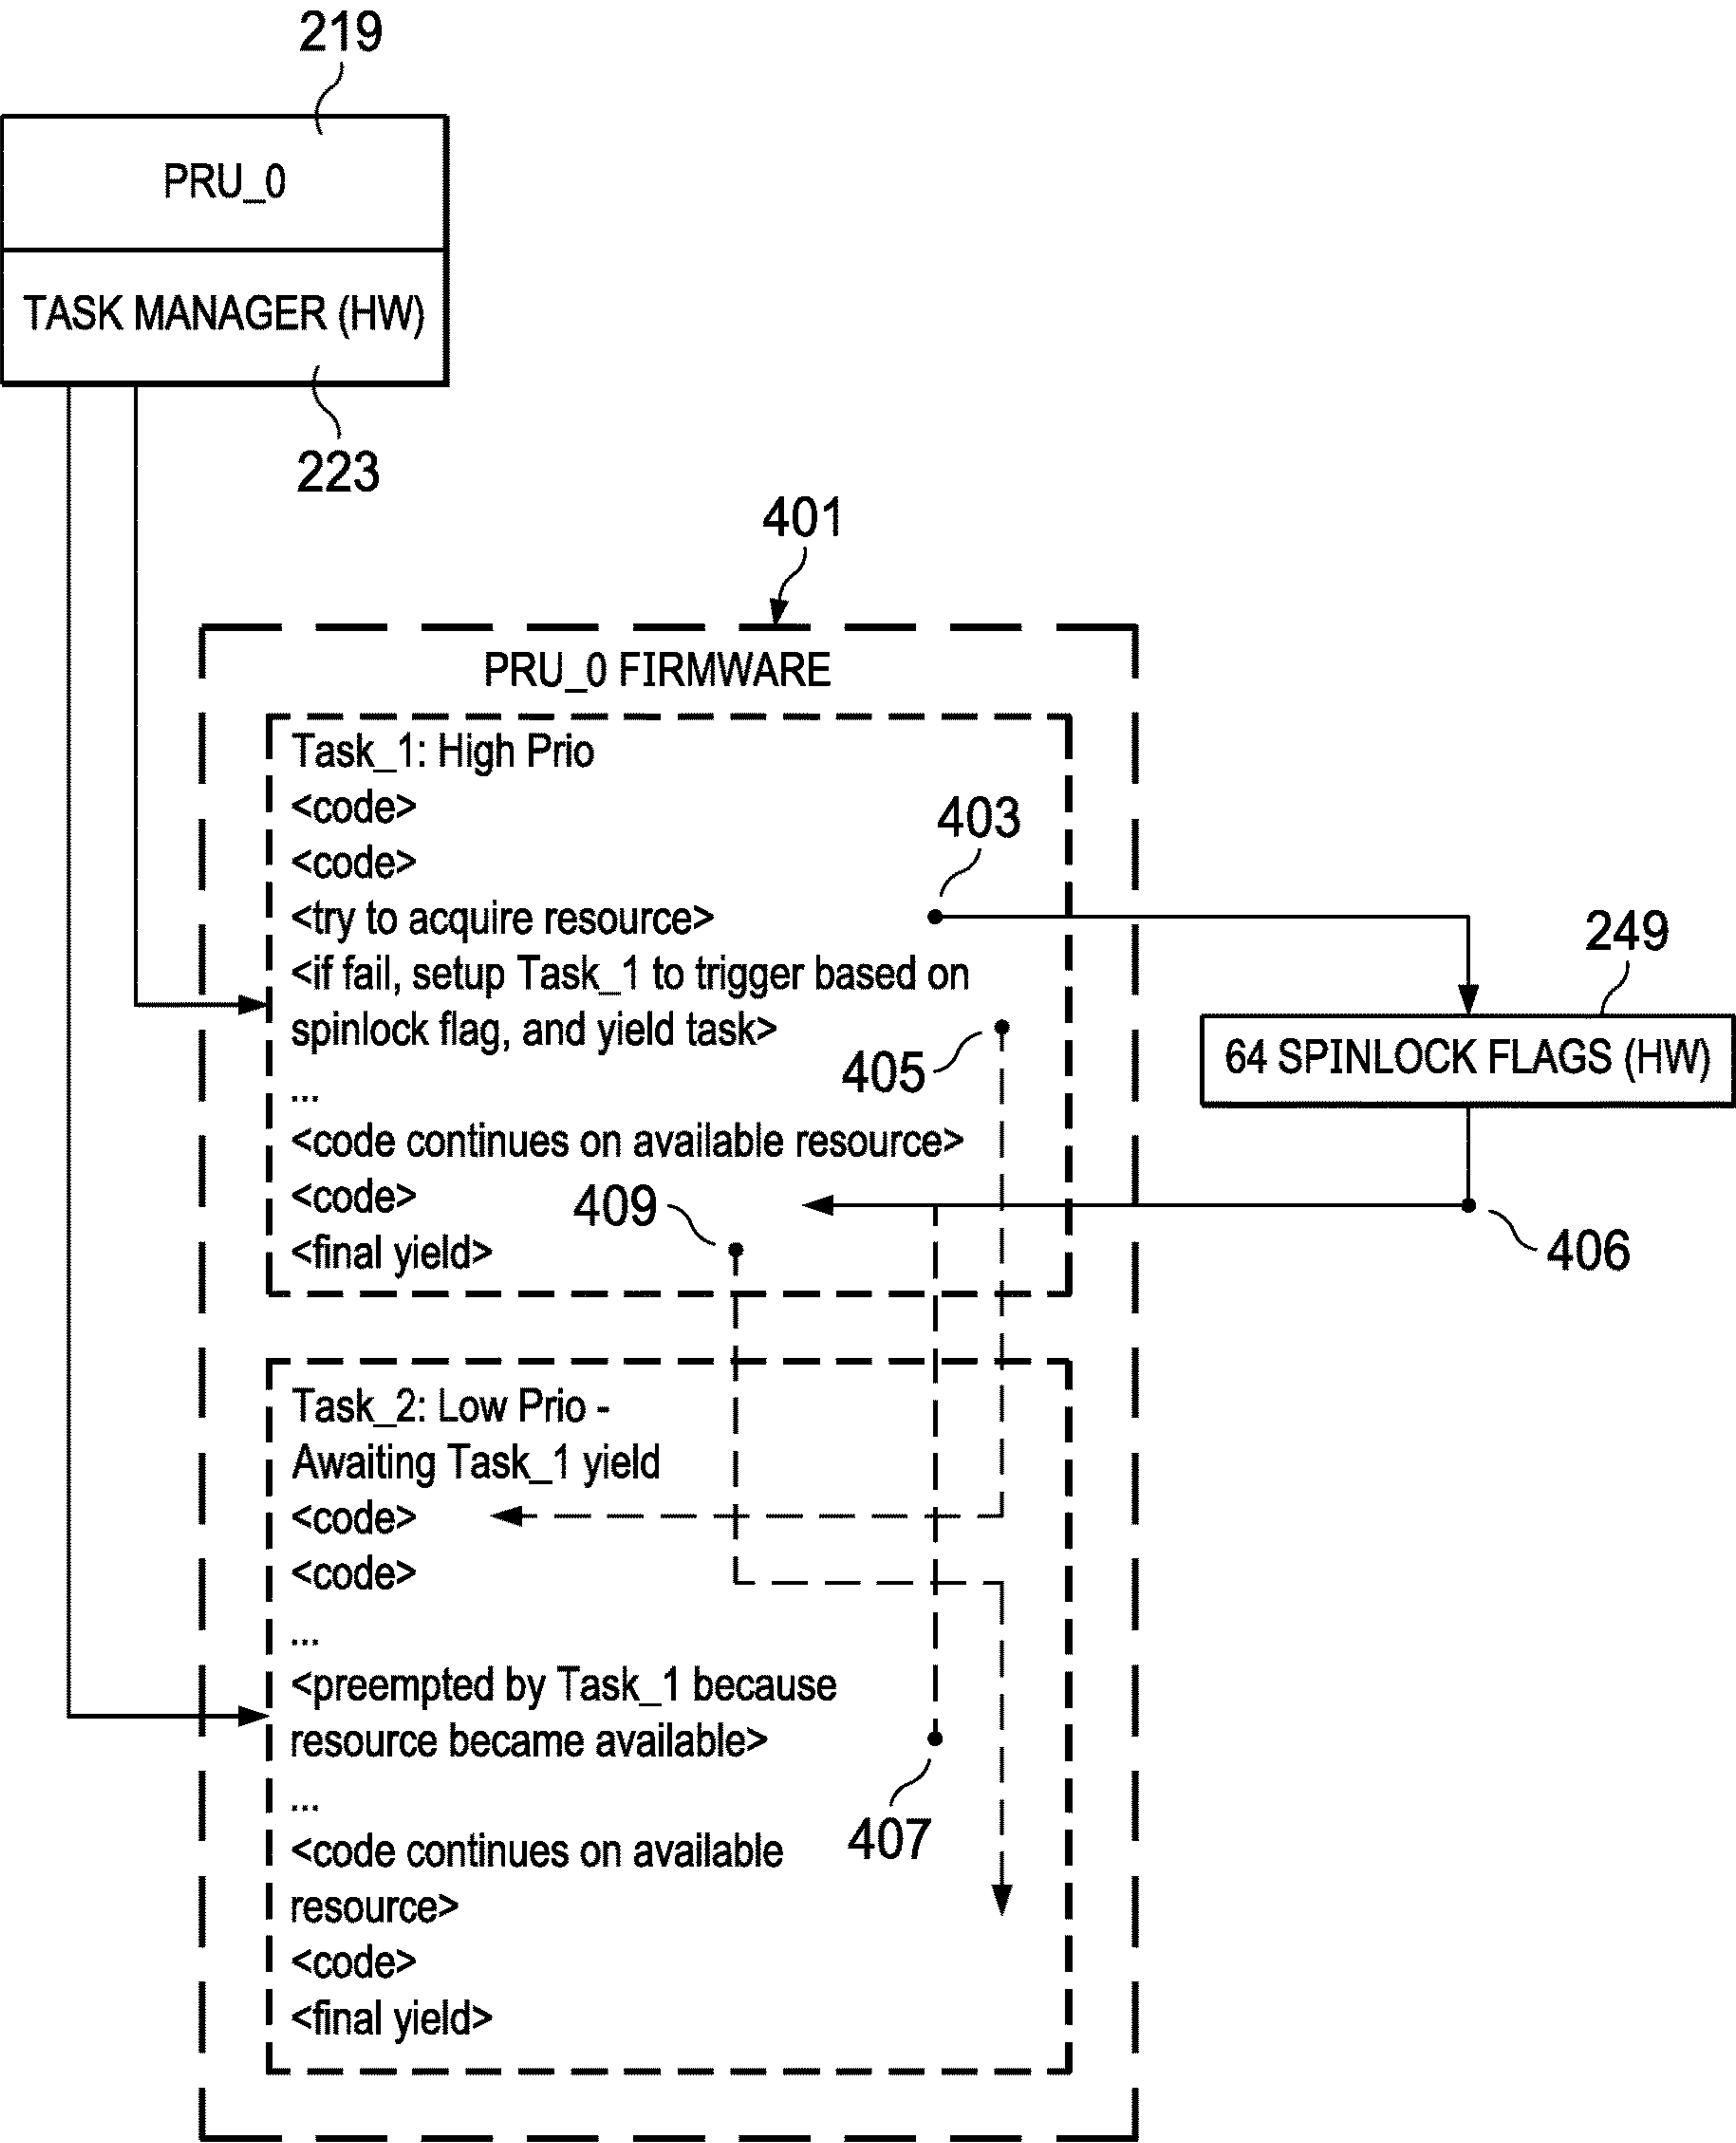 219
PRU_0
TASK MANAGER (HW)
223
401
PRU_0 FIRMWARE
Task_1: High Prio
<code>
403
<code>
<try to acquire resource>
249
<if fail, setup Task_1 to trigger based on
spinlock flag, and yield task>
405
64 SPINLOCK FLAGS (HW)
...
<code continues on available resource>
<code>
409
406
<final yield>
Task_2: Low Prio -
Awaiting Task_1 yield
<code>
<code>
...
<preempted by Task_1 because
resource became available>
...
407
<code continues on available
resource>
<code>
<final yield>